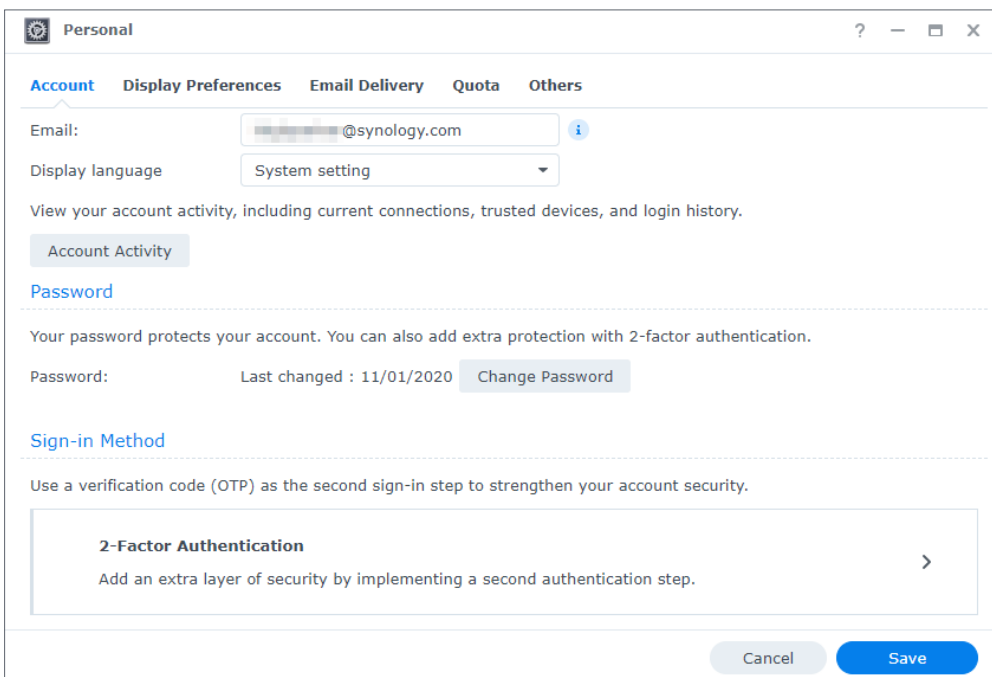 Personal
Account Display Preferences Email Delivery Quota Others
Email: @synology.com
Display language System setting
View your account activity, including current connections, trusted devices, and login history.
Account Activity
Password
Your password protects your account. You can also add extra protection with 2-factor authentication.
Password: Last changed : 11/01/2020 Change Password
Sign-in Method
Use a verification code (OTP) as the second sign-in step to strengthen your account security.
2-Factor Authentication
Add an extra layer of security by implementing a second authentication step.
Cancel Save